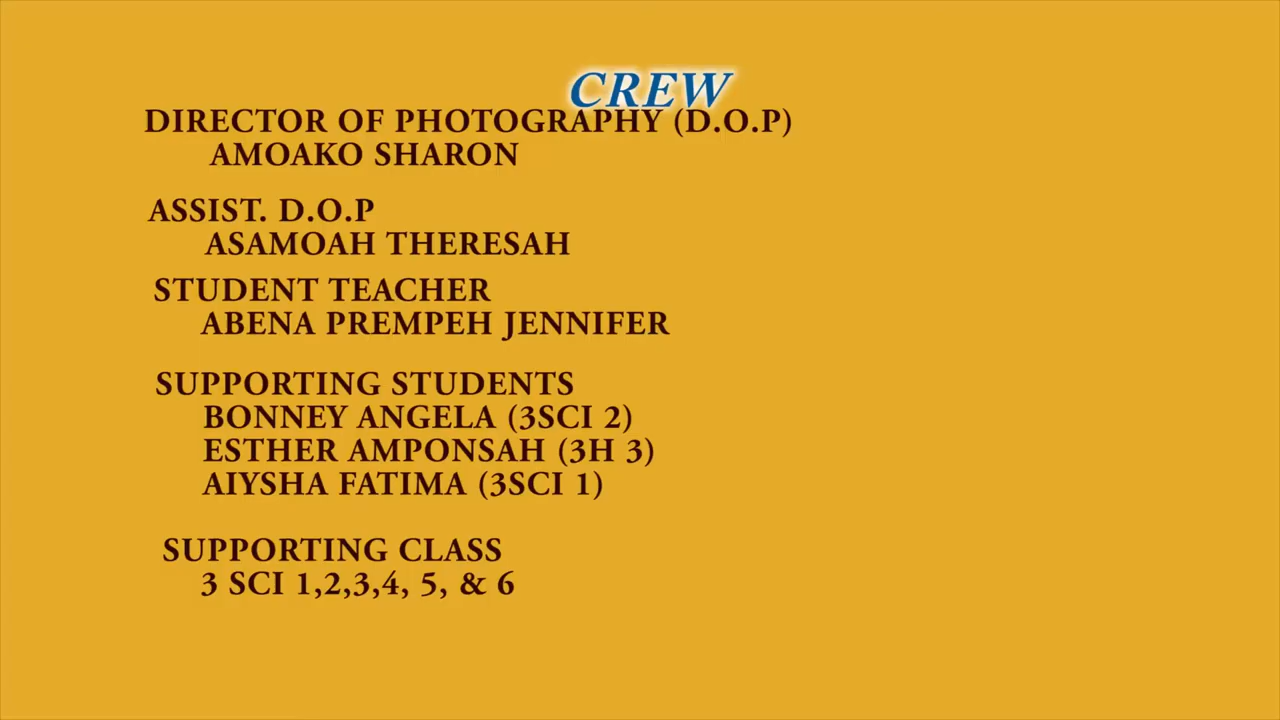 CREW
DIRECTOR OF PHOTOGRAPHY (D.O.P)
AMOAKO SHARON
ASSIST. D.O.P
ASAMOAH THERESAH
STUDENT TEACHER
ABENA PREMPEH JENNIFER
SUPPORTING STUDENTS
BONNEY ANGELA (3SCI 2)
ESTHER AMPONSAH (3H 3)
AIYSHA FATIMA (3SCI 1)
SUPPORTING CLASS
3 SCI 1,2,3,4, 5, & 6